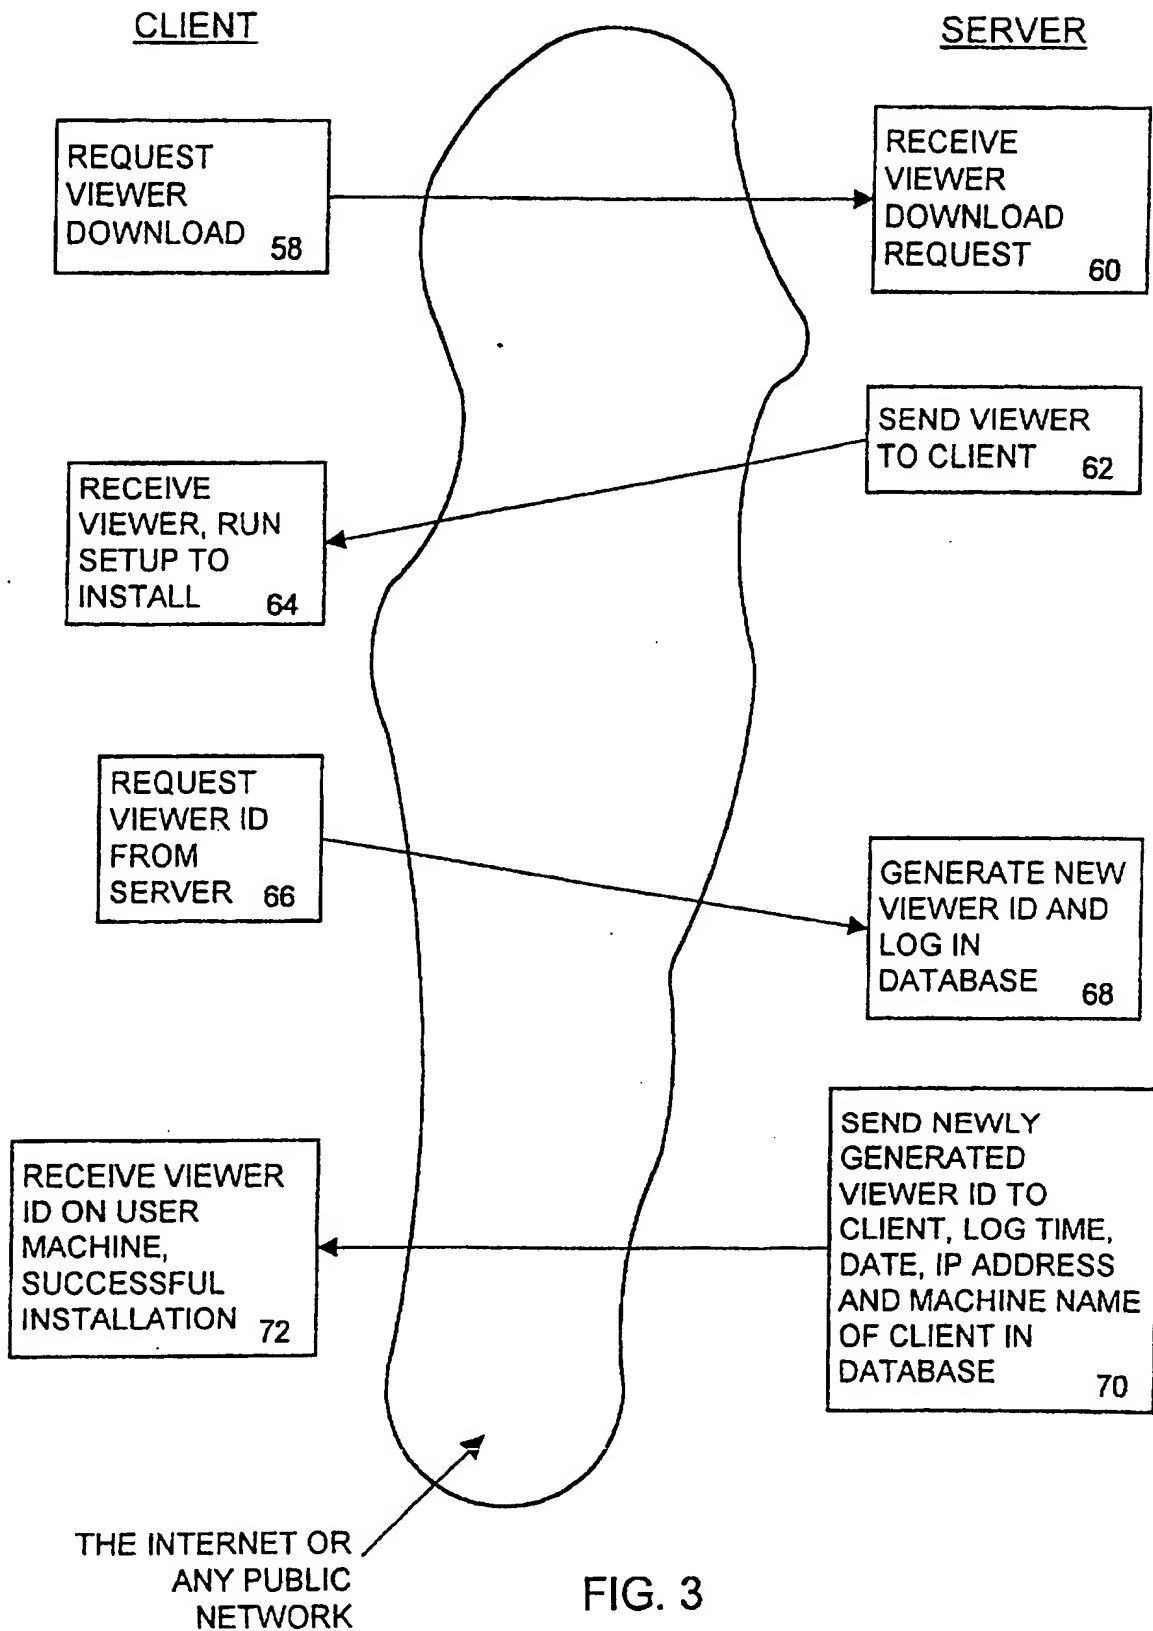 CLIENT
SERVER
REQUEST
VIEWER
DOWNLOAD 58
RECEIVE
VIEWER
DOWNLOAD
REQUEST 60
SEND VIEWER
TO CLIENT 62
RECEIVE
VIEWER, RUN
SETUP TO
INSTALL 64
REQUEST
VIEWER ID
FROM
SERVER 66
GENERATE NEW
VIEWER ID AND
LOG IN
DATABASE 68
SEND NEWLY
GENERATED
VIEWER ID TO
CLIENT, LOG TIME,
DATE, IP ADDRESS
AND MACHINE NAME
OF CLIENT IN
DATABASE 70
RECEIVE VIEWER
ID ON USER
MACHINE,
SUCCESSFUL
INSTALLATION 72
THE INTERNET OR
ANY PUBLIC
NETWORK
FIG. 3